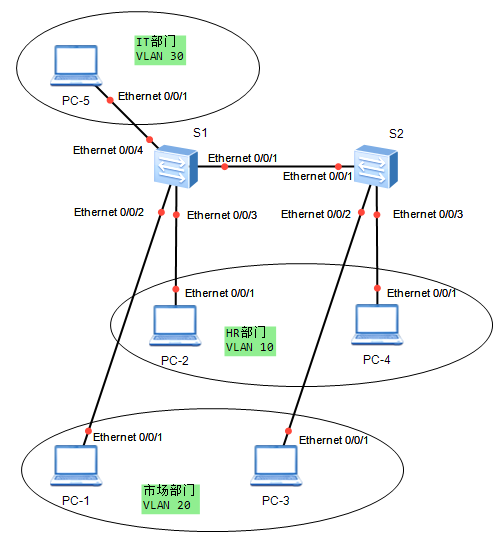 IT部门
VLAN 30
PC-5
Ethernet 0/0/1
S1
S2
Ethernet 0/0/4
Ethernet 0/0/1
Ethernet 0/0/1
Ethernet 0/0/2
Ethernet 0/0/3
Ethernet 0/0/2
Ethernet 0/0/3
Ethernet 0/0/1
Ethernet 0/0/1
HR部门
VLAN 10
PC-2
PC-4
Ethernet 0/0/1
Ethernet 0/0/1
PC-1
市场部门
VLAN 20
PC-3